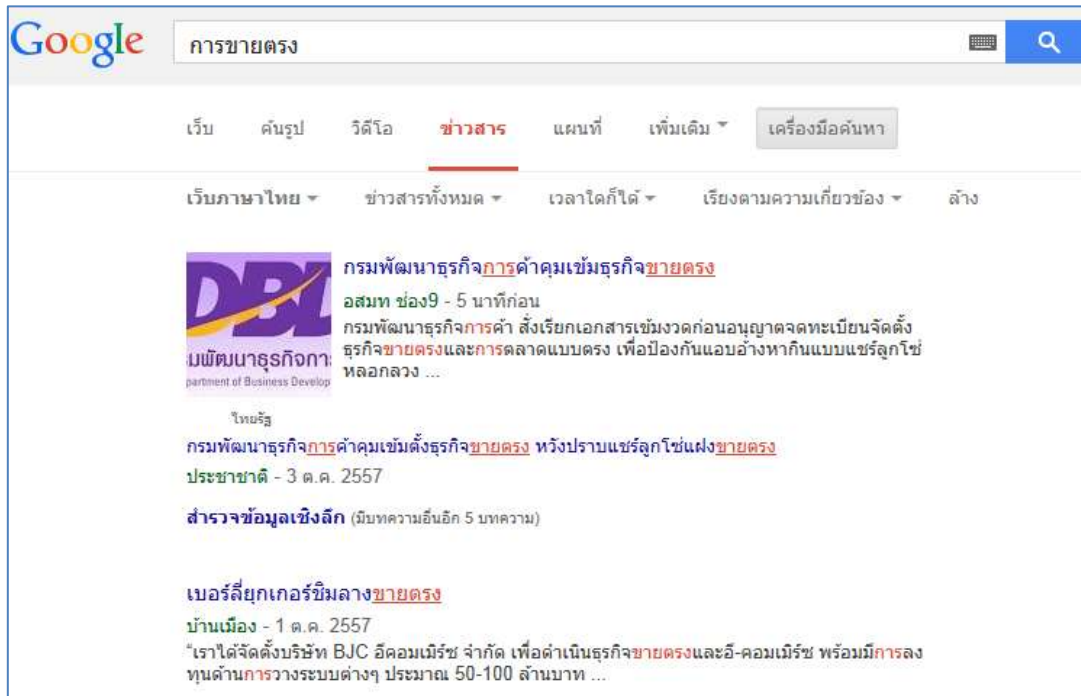 Google การขายตรง
เว็บ ค้นรูป วิดีโอ ข่าวสาร แผนที่ เพิ่มเติม เครื่องมือค้นหา
เว็บภาษาไทย ข่าวสารทั้งหมด เวลาใดก็ได้ เรียงตามความเกี่ยวข้อง ล้าง
DBD
มพัฒนาธุรกิจกา
partment of Business Develop
ไทยรัฐ
กรมพัฒนาธุรกิจการค้าคุมเข้มธุรกิจขายตรง
อสมท ช่อง9 - 5 นาทีก่อน
กรมพัฒนาธุรกิจการค้า สั่งเรียกเอกสารเข้มงวดก่อนอนุญาตจดทะเบียนจัดตั้ง
ธุรกิจขายตรงและการตลาดแบบตรง เพื่อป้องกันแอบอ้างหากินแบบแชร์ลูกโซ่
หลอกลวง ...
กรมพัฒนาธุรกิจการค้าคุมเข้มตั้งธุรกิจขายตรง หวังปราบแชร์ลูกโซ่แฝงขายตรง
ประชาชาติ - 3 ต.ค. 2557
สำรวจข้อมูลเชิงลึก (มีบทความอื่นอีก 5 บทความ)
เบอร์ลี่ยุกเกอร์ชิมลางขายตรง
บ้านเมือง - 1 ต.ค. 2557
“เราได้จัดตั้งบริษัท BJC อีคอมเมิร์ซ จำกัด เพื่อดำเนินธุรกิจขายตรงและอี-คอมเมิร์ซ พร้อมมีการลง
ทุนด้านการวางระบบต่างๆ ประมาณ 50-100 ล้านบาท ...